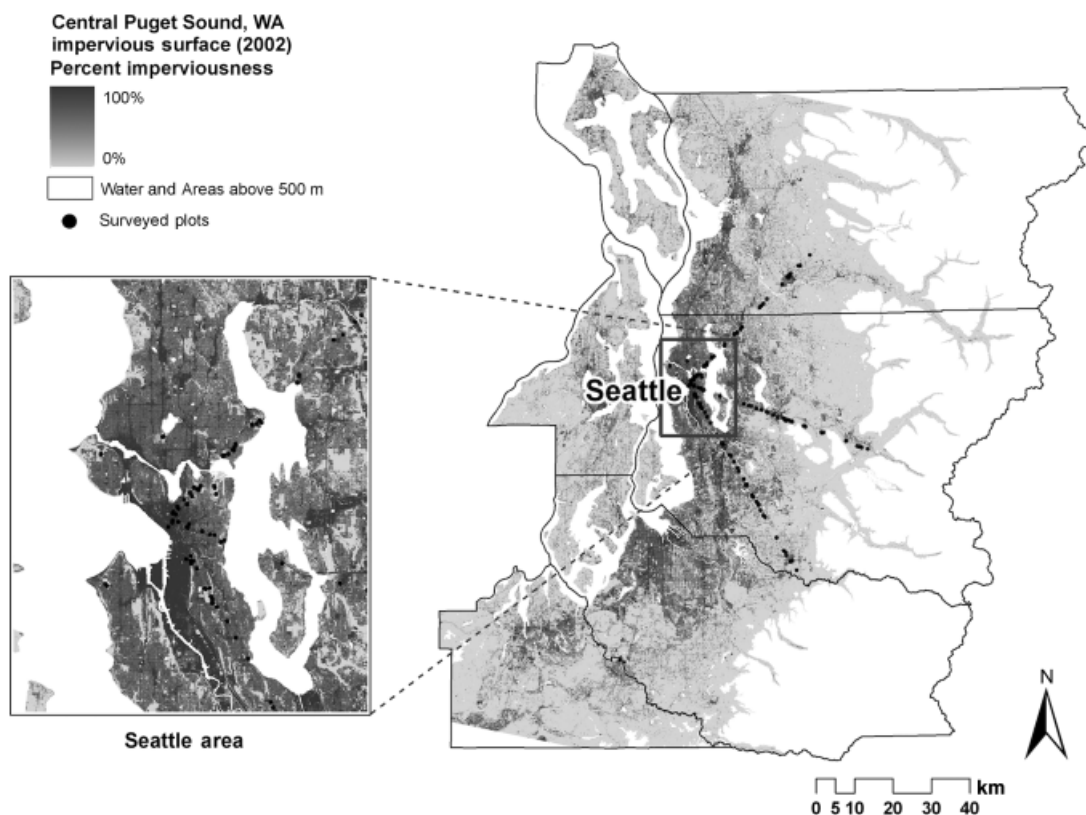 Central Puget Sound, WA
impervious surface (2002)
Percent imperviousness
100%
0%
Water and Areas above 500 m
Surveyed plots
Seattle
Seattle area
N
km
0 5 10 20 30 40